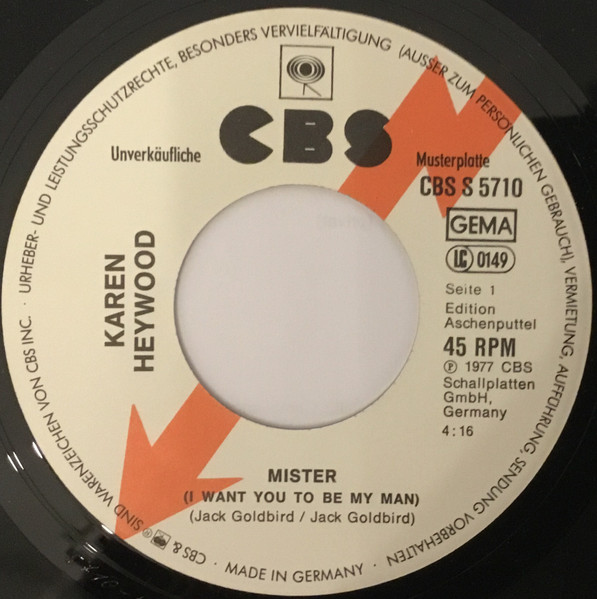 URHEBER- UND LEISTUNGSSCHUTZRECHTE, BESONDERS VERVIELFÄLTIGUNG (AUSSER ZUM PERSÖNLICHEN GEBRAUCH), VERMIETUNG, AUFFÜHRUNG, SENDUNG VORBEHALTEN
CBS
Unverkäufliche
Musterplatte
CBS S 5710
GEMA
LC 0149
KAREN
HEYWOOD
Seite 1
Edition
Aschenputtel
45 RPM
℗ 1977 CBS
Schallplatten
GmbH,
Germany
4:16
MISTER
(I WANT YOU TO BE MY MAN)
(Jack Goldbird / Jack Goldbird)
· MADE IN GERMANY ·
CBS & ® SIND WARENZEICHEN VON CBS INC. ·